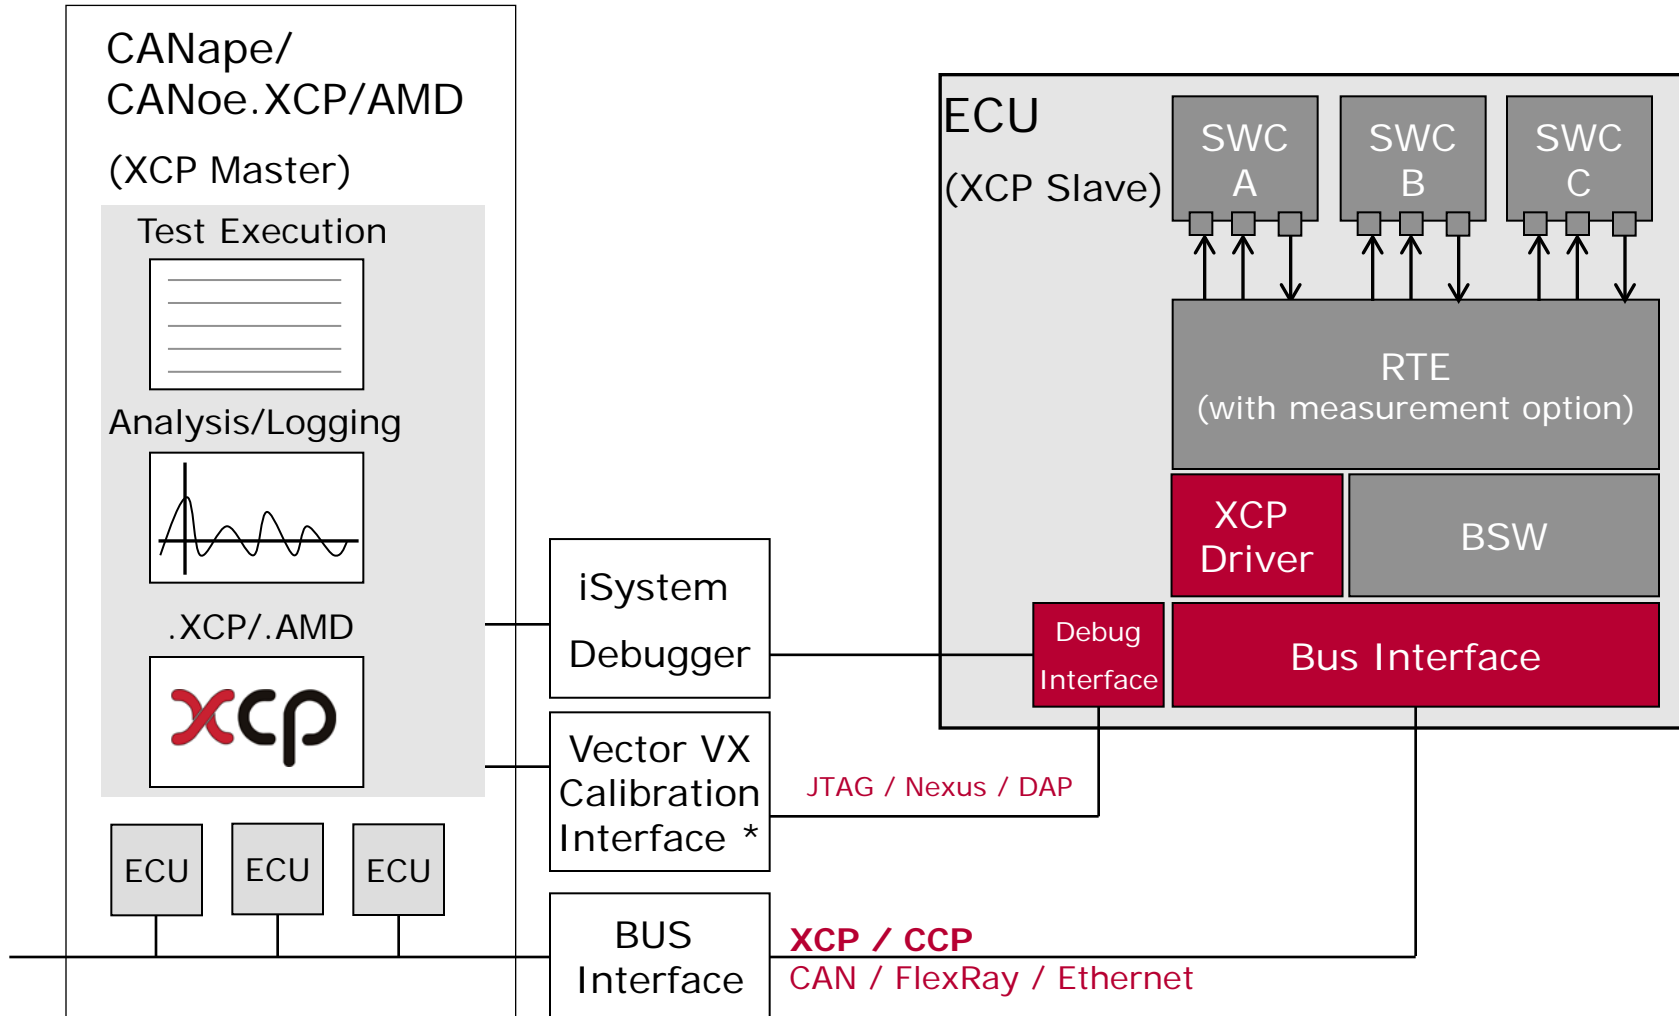 CANape/
CANoe.XCP/AMD
(XCP Master)
Test Execution
Analysis/Logging
.XCP/.AMD
xcp
ECU
ECU
ECU
iSystem
Debugger
Vector VX
Calibration
Interface *
BUS
Interface
JTAG / Nexus / DAP
XCP / CCP
CAN / FlexRay / Ethernet
ECU
(XCP Slave)
SWC
A
SWC
B
SWC
C
RTE
(with measurement option)
XCP
Driver
BSW
Debug
Interface
Bus Interface